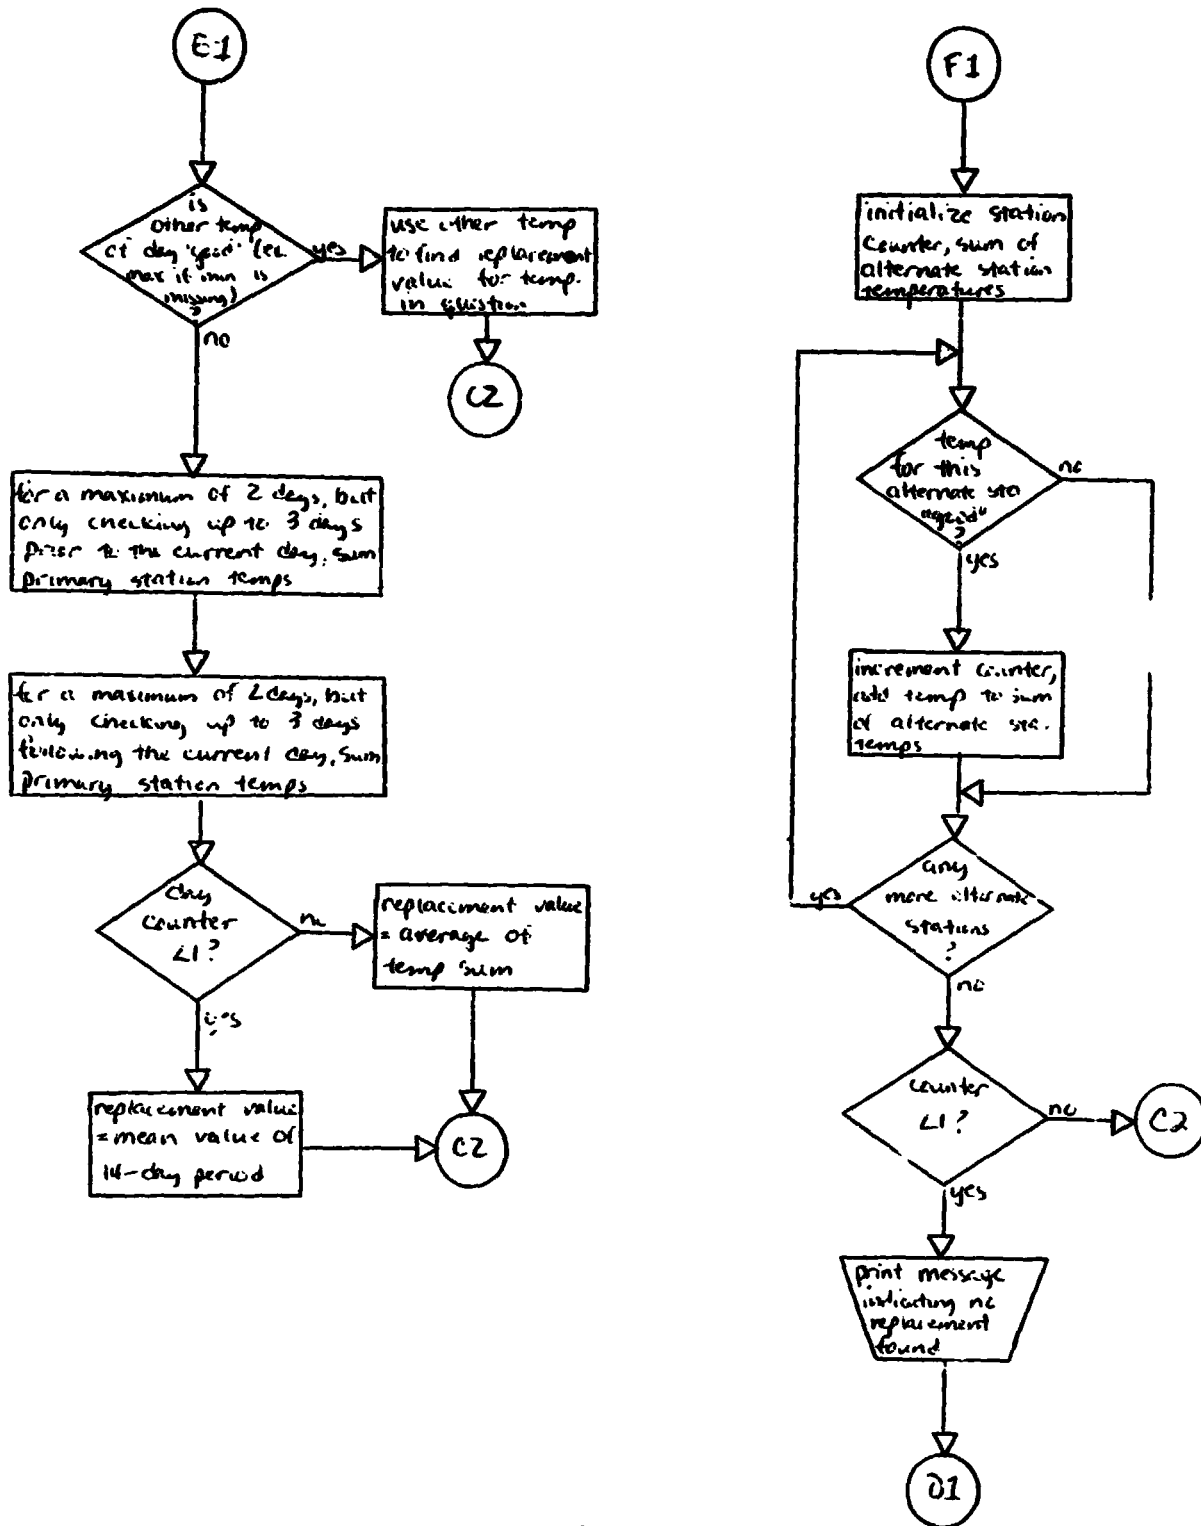 E1
is
other temp
of day "good" (ex.
max if min is
missing)
?
yes
no
use other temp
to find replacement
value for temp.
in question
C2
for a maximum of 2 days, but
only checking up to 3 days
prior to the current day, sum
primary station temps
for a maximum of 2 days, but
only checking up to 3 days
following the current day, sum
primary station temps
day
counter
<1?
no
yes
replacement value
= average of
temp sum
replacement value
= mean value of
14-day period
C2
F1
initialize station
counter, sum of
alternate station
temperatures
temp
for this
alternate sta
"good"
?
no
yes
increment counter,
add temp to sum
of alternate sta.
temps
any
more alternate
stations
?
yes
no
counter
<1?
no
C2
yes
print message
indicating no
replacement
found
D1